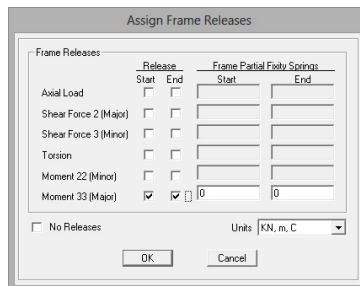 Assign Frame Releases
Frame Releases
Release Frame Partial Fixity Springs
Start End Start End
Axial Load
Shear Force 2 (Major)
Shear Force 3 (Minor)
Torsion
Moment 22 (Minor)
Moment 33 (Major) 0 0
No Releases Units KN, m, C
OK Cancel